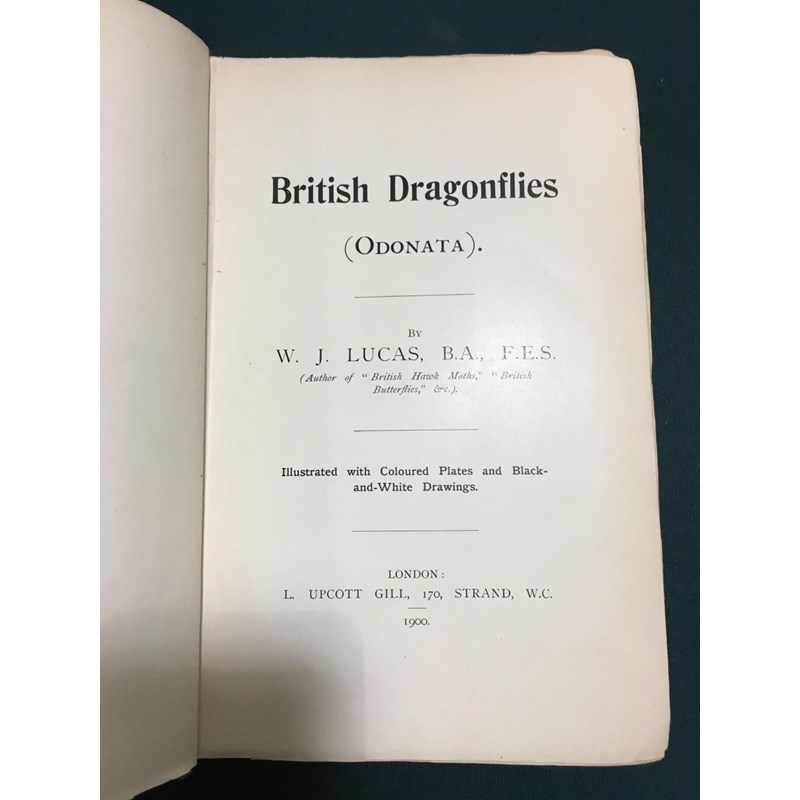 British Dragonflies
(ODONATA).
BY
W. J. LUCAS, B.A., F.E.S.
(Author of "British Hawk Moths," "British
Butterflies," &c.).
Illustrated with Coloured Plates and Black-
and-White Drawings.
LONDON:
L. UPCOTT GILL, 170, STRAND, W.C.
1900.